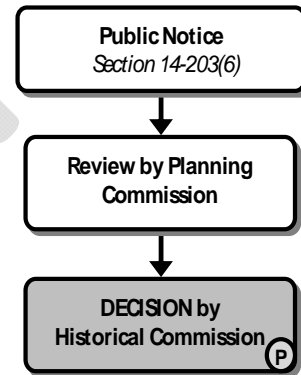 Public Notice
Section 14-203(6)
Review by Planning
Commission
DECISION by
Historical Commission
P